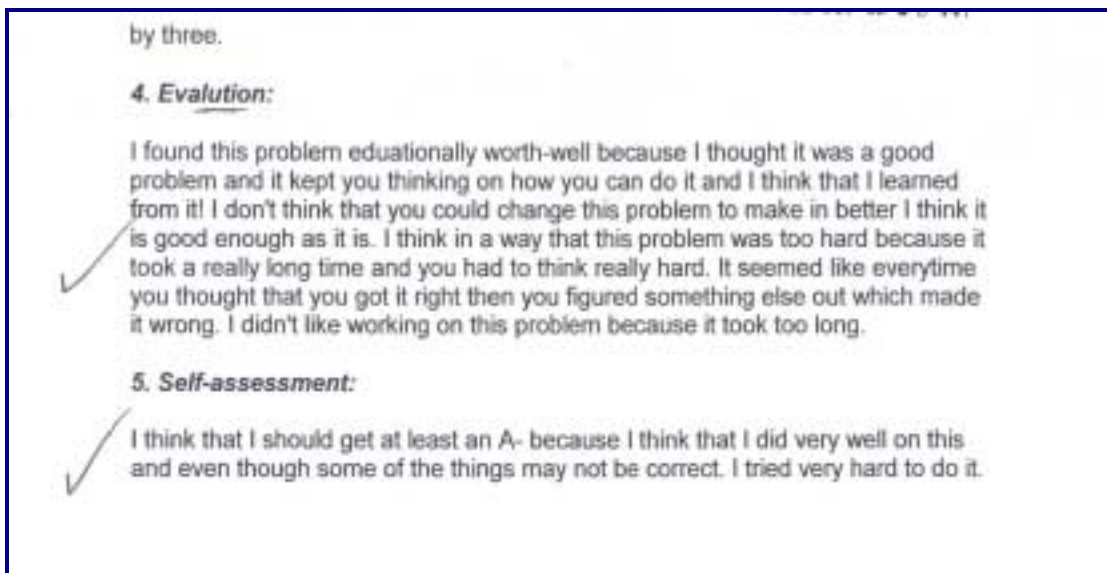 by three.
4. Evalution:
I found this problem eduationally worth-well because I thought it was a good
problem and it kept you thinking on how you can do it and I think that I learned
from it! I don't think that you could change this problem to make in better I think it
is good enough as it is. I think in a way that this problem was too hard because it
took a really long time and you had to think really hard. It seemed like everytime
you thought that you got it right then you figured something else out which made
it wrong. I didn't like working on this problem because it took too long.
5. Self-assessment:
I think that I should get at least an A- because I think that I did very well on this
and even though some of the things may not be correct. I tried very hard to do it.